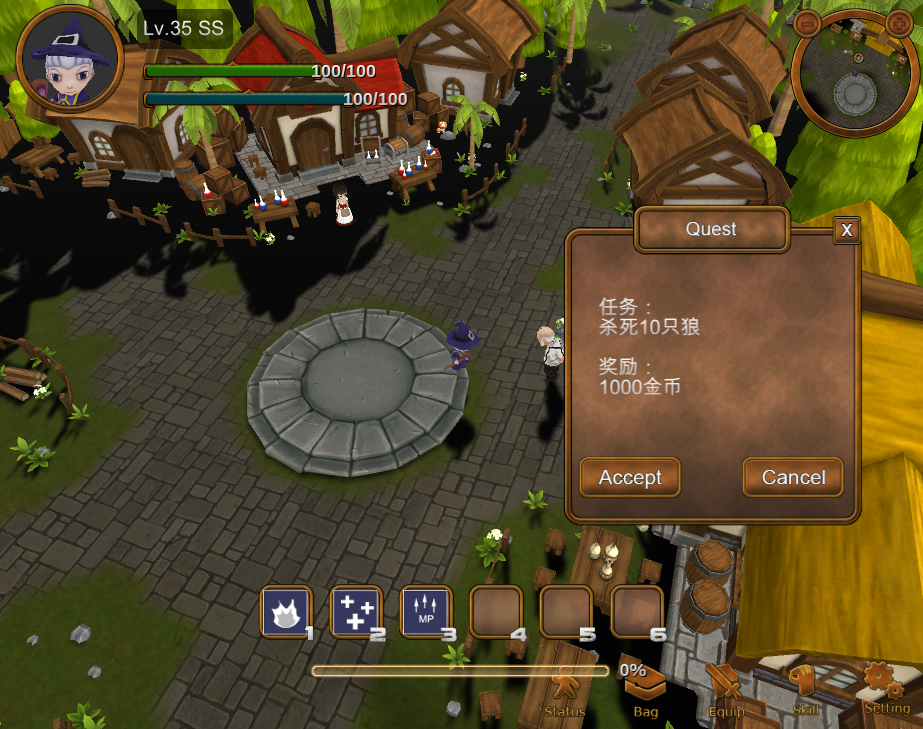 Lv.35 SS
100/100
100/100
Quest
X
任务：
杀死10只狼
奖励：
1000金币
Accept
Cancel
MP
1
2
3
4
5
6
0%
Status
Bag
Equip
Skill
Setting